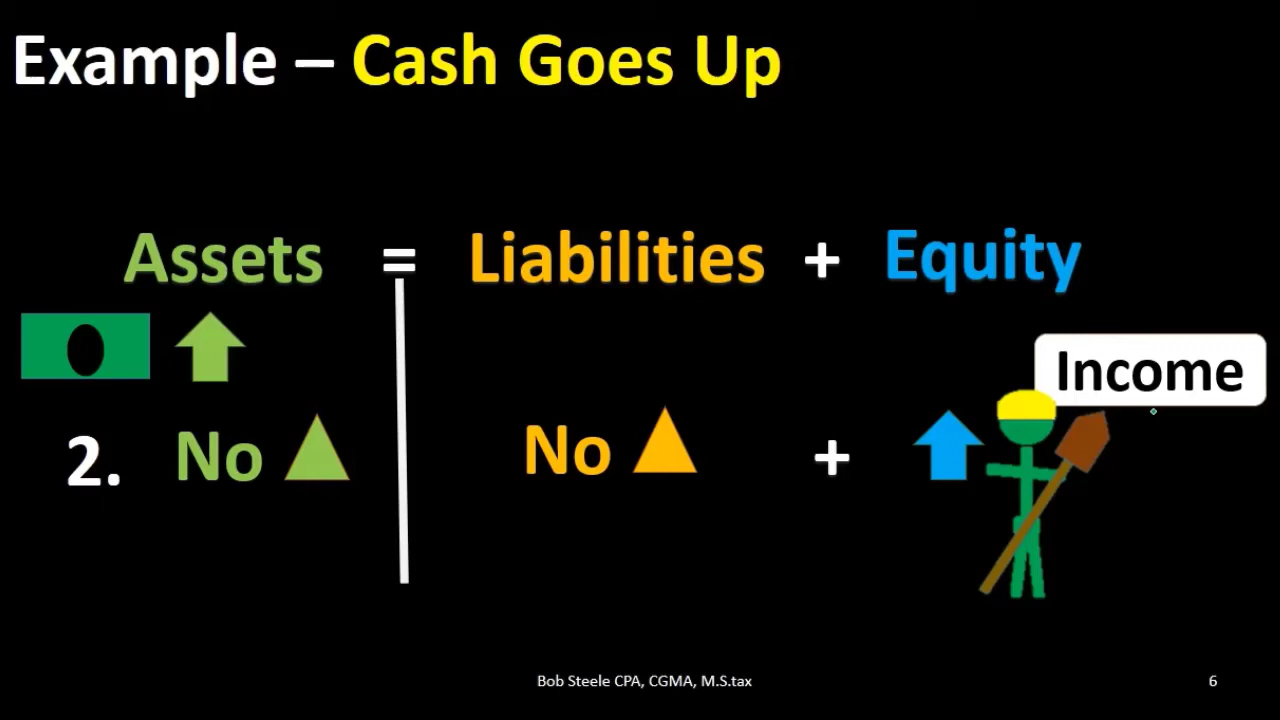 Example – Cash Goes Up
Assets = Liabilities + Equity
Income
2. No No +
Bob Steele CPA, CGMA, M.S.tax 6